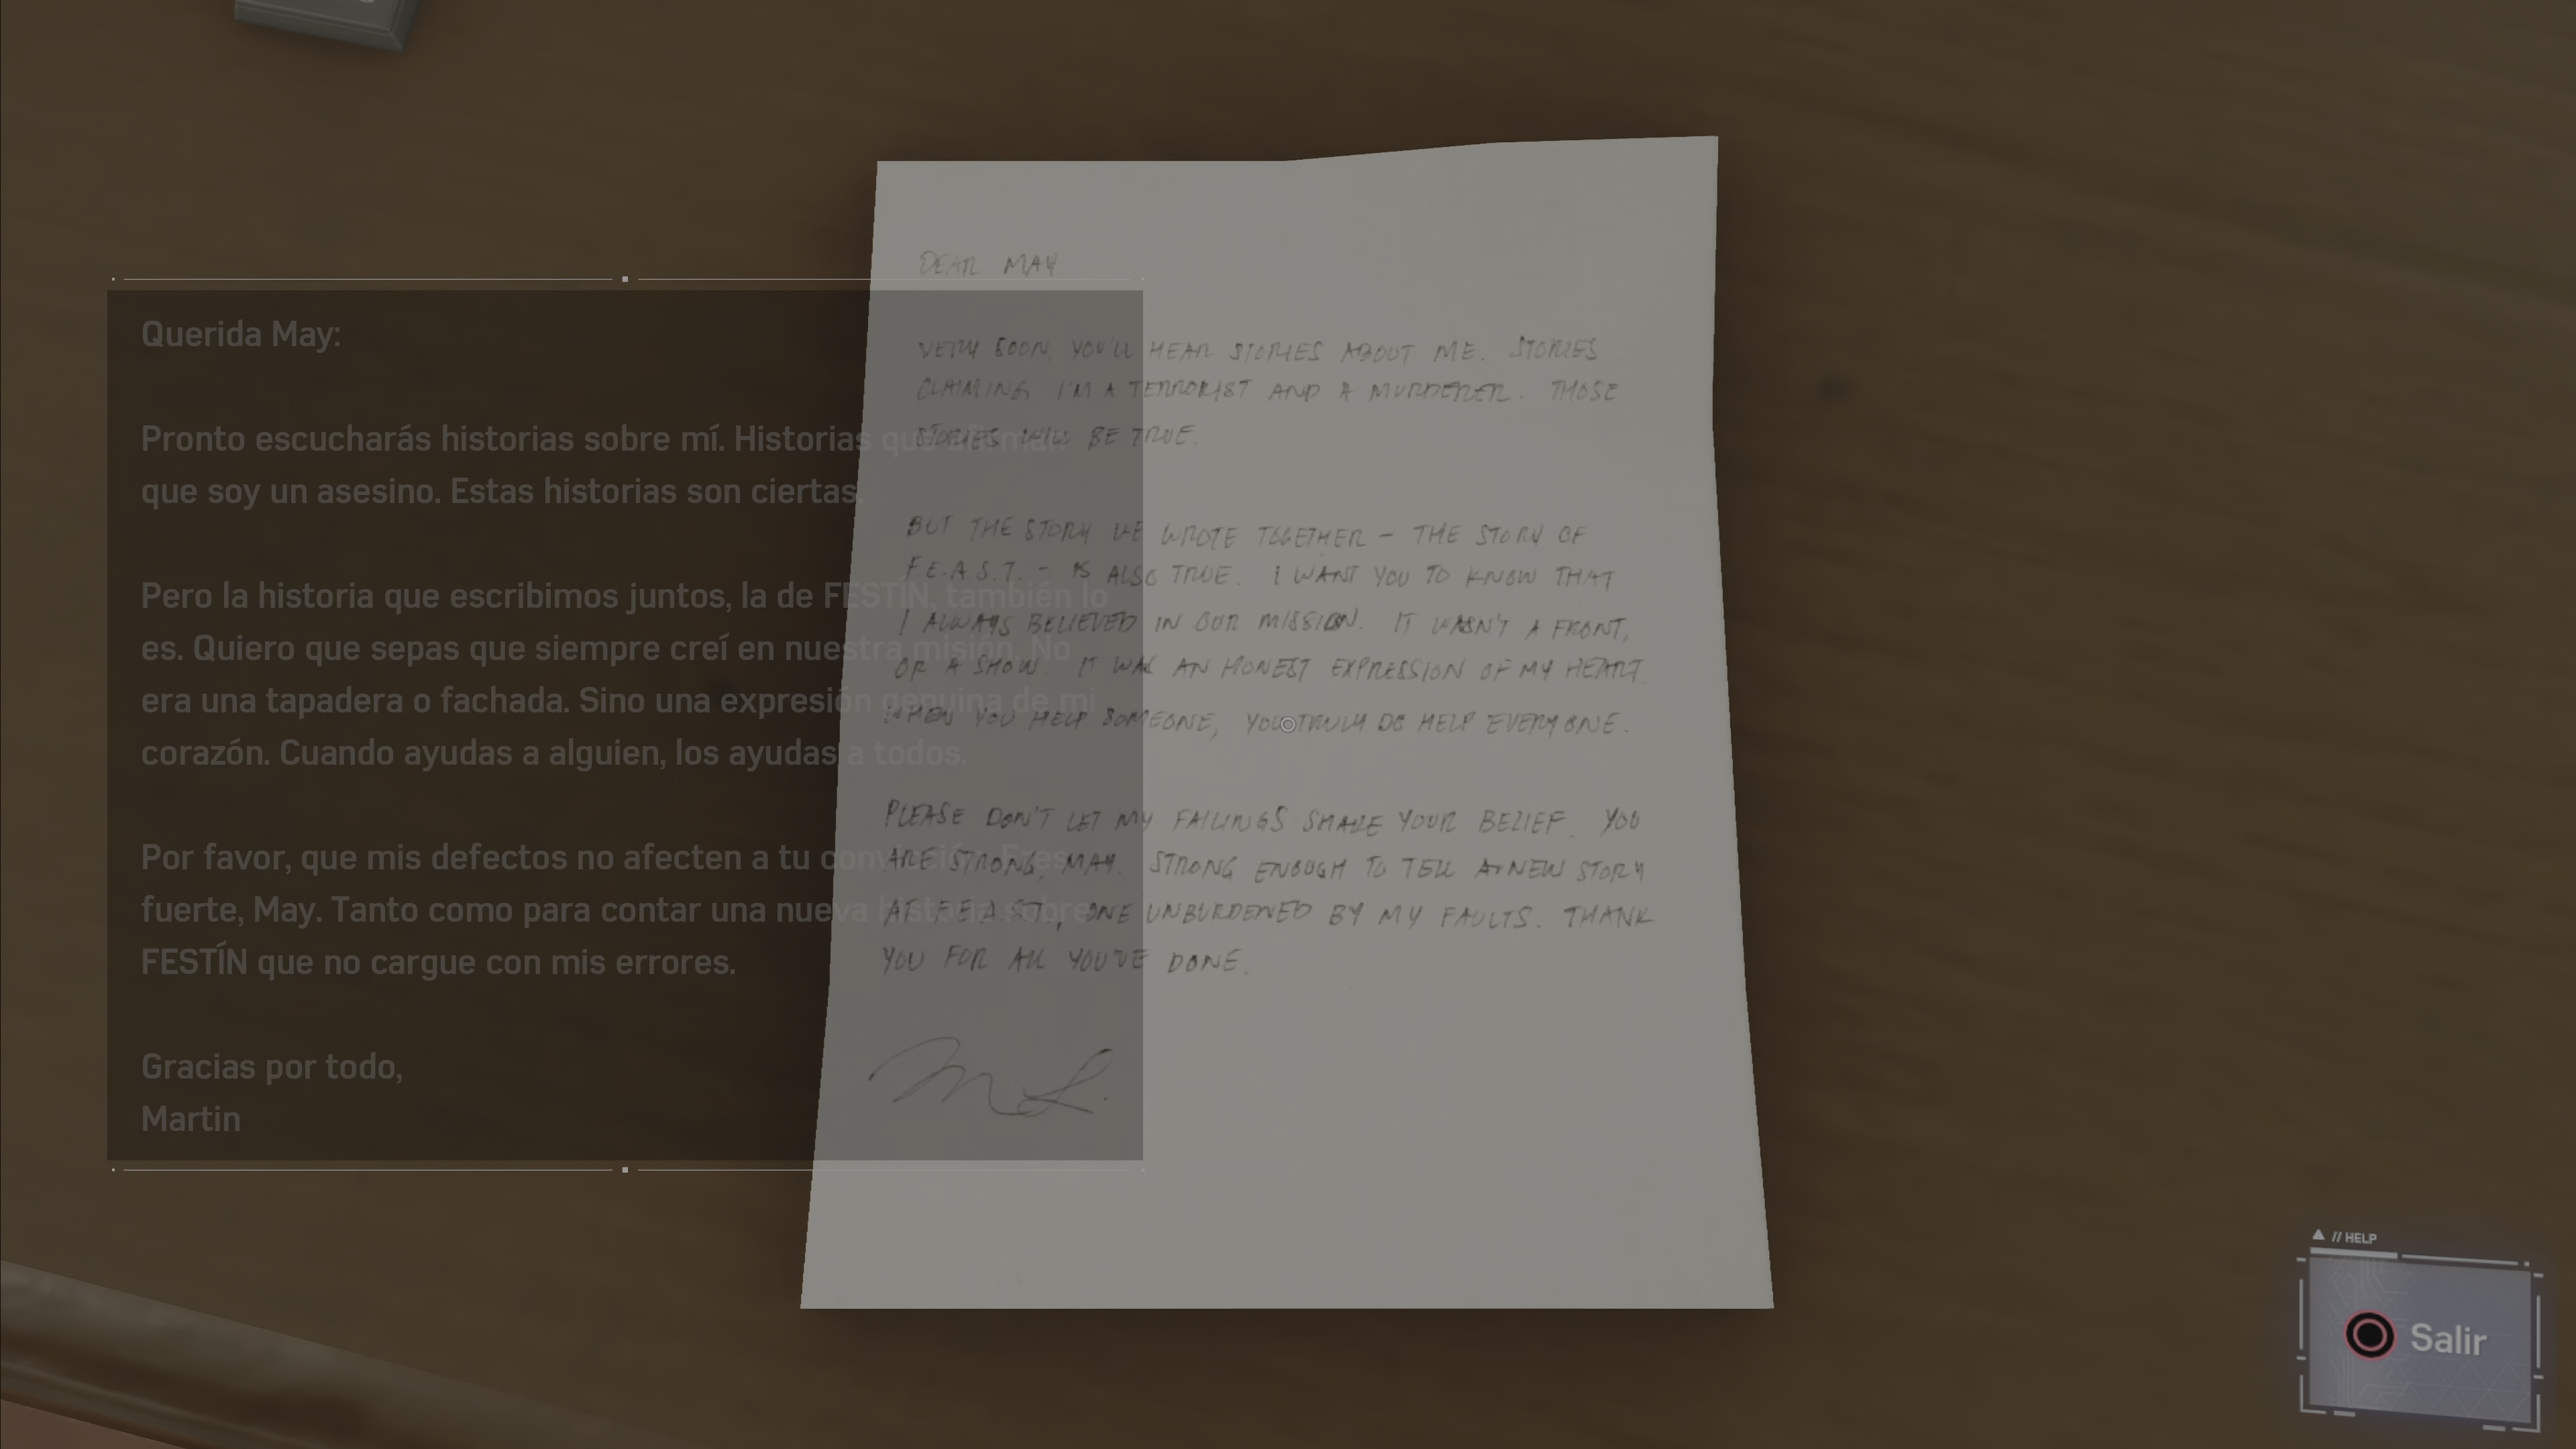 Querida May:
Pronto escucharás historias sobre mí. Historias que afirman
que soy un asesino. Estas historias son ciertas.
Pero la historia que escribimos juntos, la de FESTÍN, también lo
es. Quiero que sepas que siempre creí en nuestra misión. No
era una tapadera o fachada. Sino una expresión genuina de mi
corazón. Cuando ayudas a alguien, los ayudas a todos.
Por favor, que mis defectos no afecten a tu convicción. Eres
fuerte, May. Tanto como para contar una nueva historia sobre
FESTÍN que no cargue con mis errores.
Gracias por todo,
Martin
DEAR MAY
VERY SOON, YOU'LL HEAR STORIES ABOUT ME. STORIES
CLAIMING I'M A TERRORIST AND A MURDERER. THOSE
STORIES WILL BE TRUE.
BUT THE STORY WE WROTE TOGETHER - THE STORY OF
F.E.A.S.T. - IS ALSO TRUE. I WANT YOU TO KNOW THAT
I ALWAYS BELIEVED IN OUR MISSION. IT WASN'T A FRONT,
OR A SHOW. IT WAS AN HONEST EXPRESSION OF MY HEART.
WHEN YOU HELP SOMEONE, YOU TRULY DO HELP EVERYONE.
PLEASE DON'T LET MY FAILINGS SHAKE YOUR BELIEF. YOU
ARE STRONG, MAY. STRONG ENOUGH TO TELL A NEW STORY
AT F.E.A.S.T., ONE UNBURDENED BY MY FAULTS. THANK
YOU FOR ALL YOU'VE DONE.
// HELP
Salir